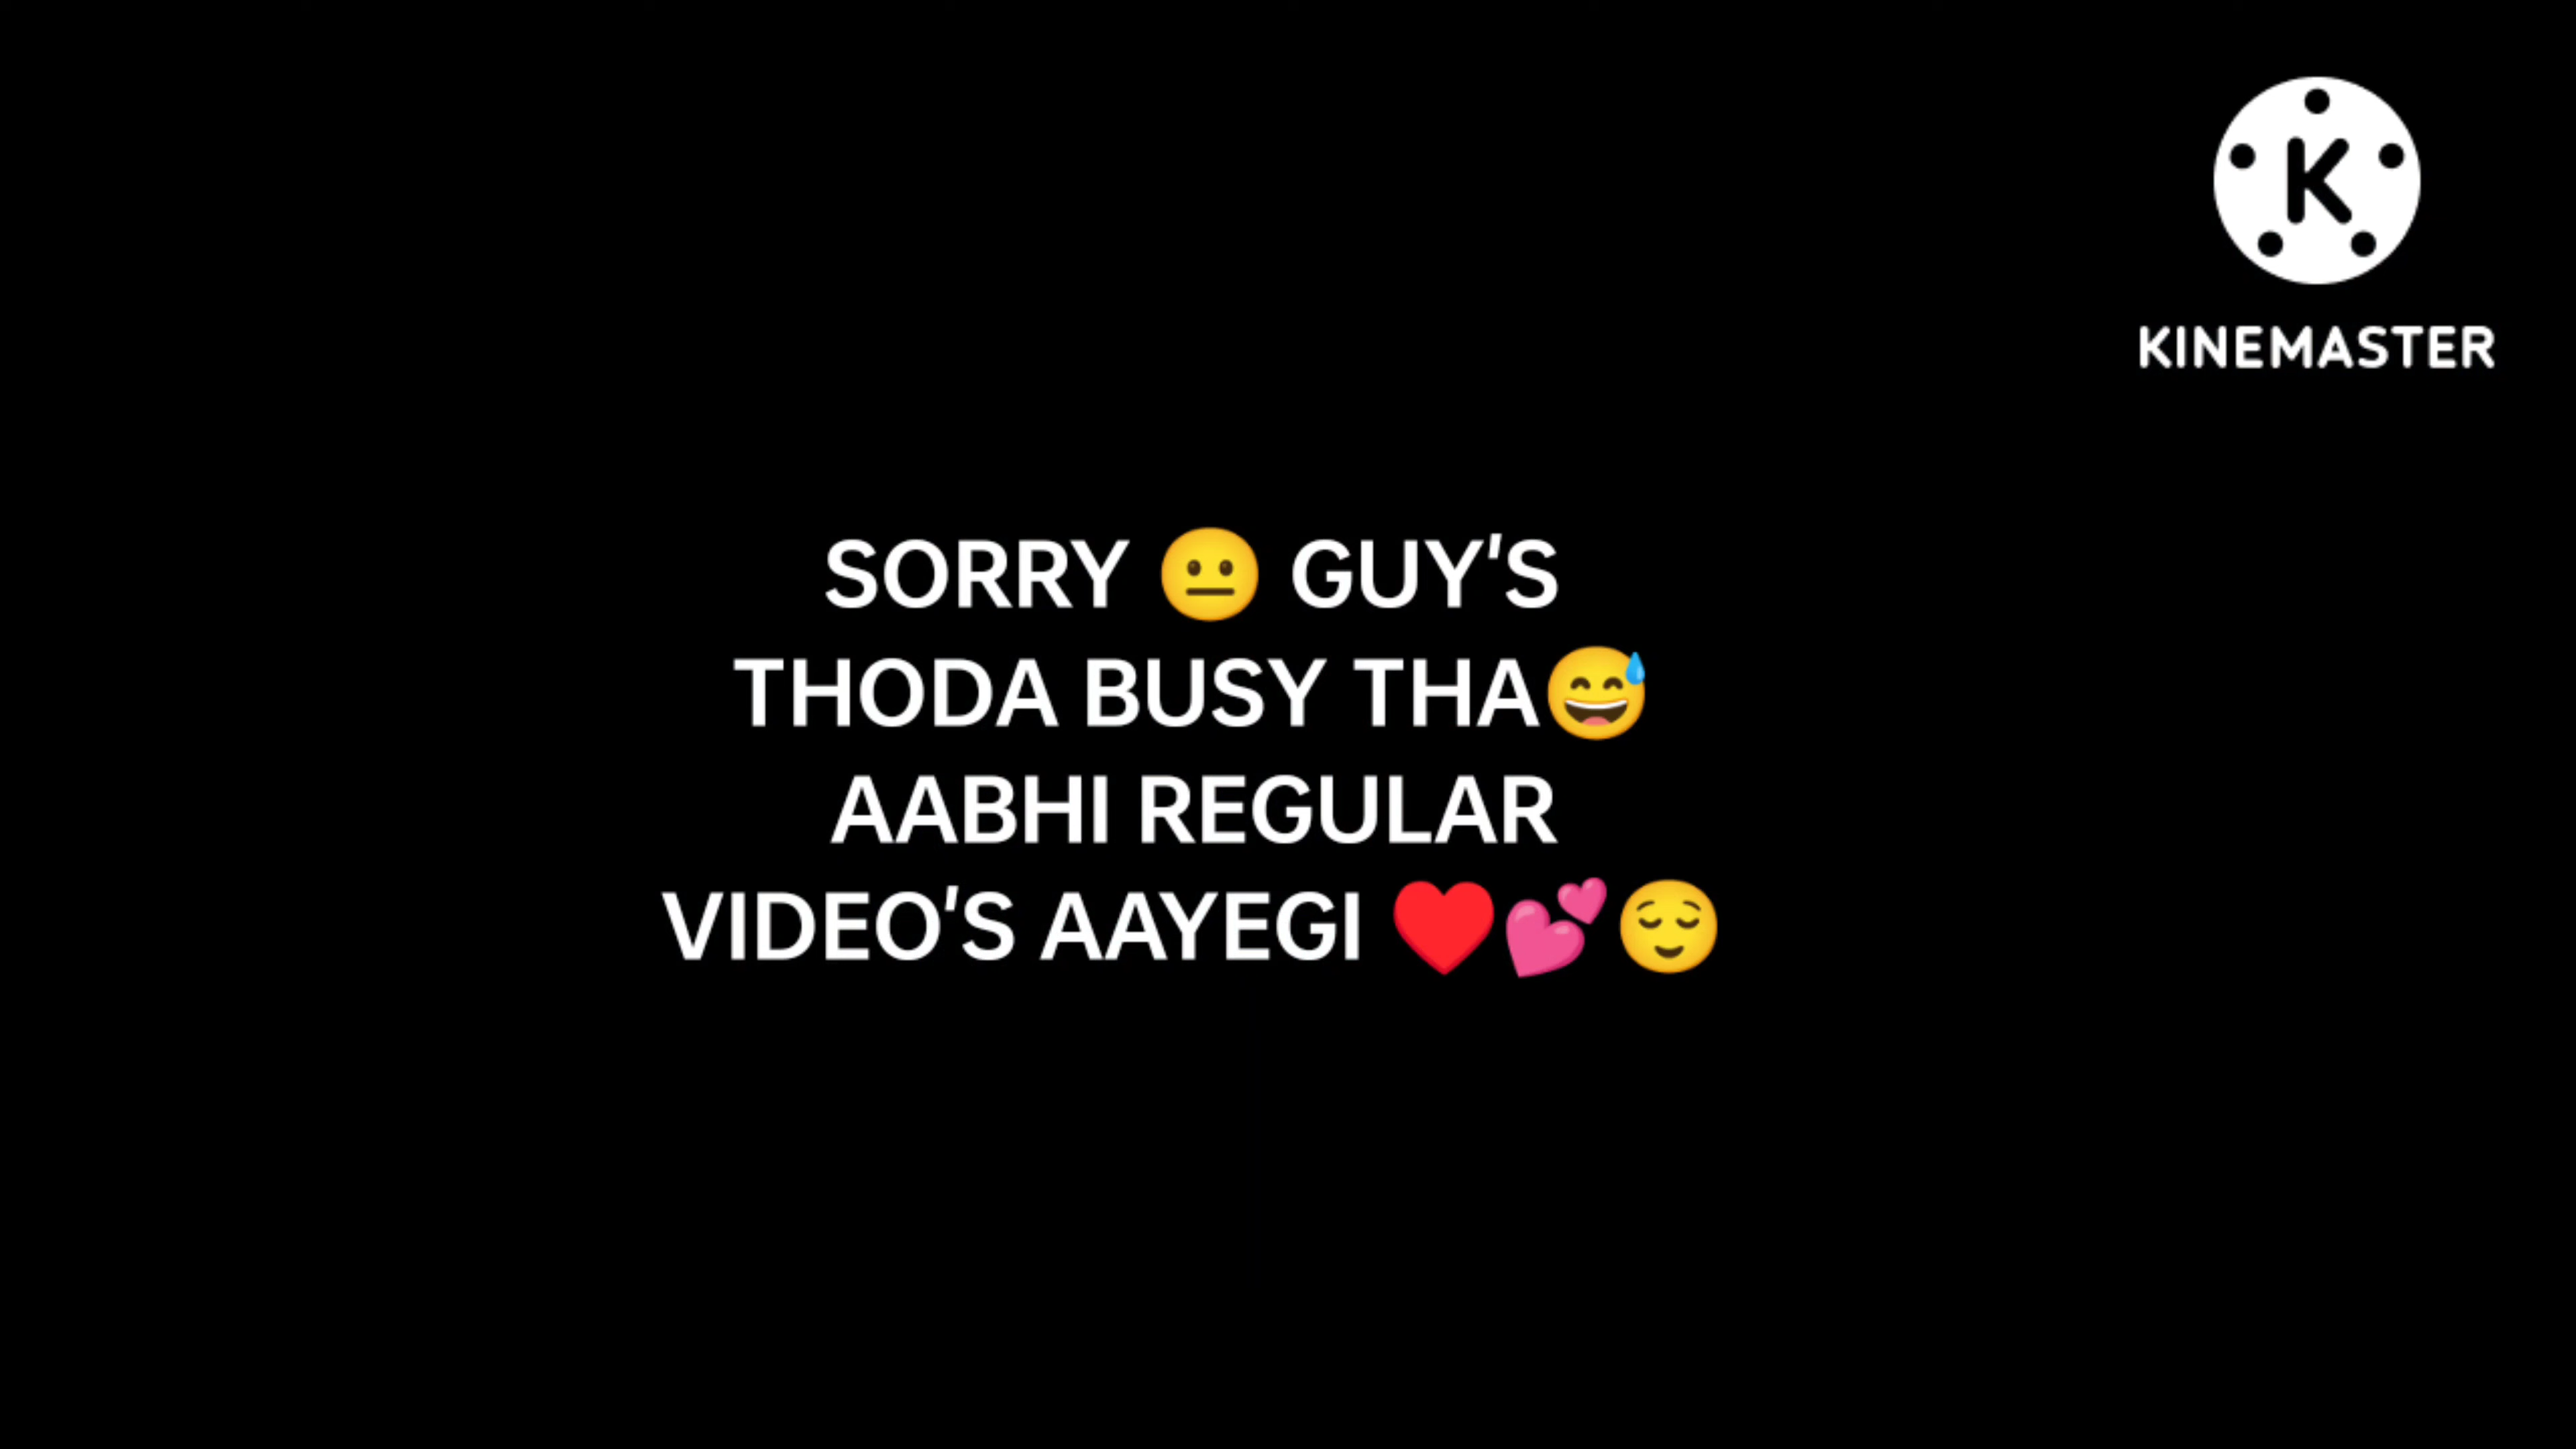 K
KINEMASTER
SORRY 😐 GUY'S
THODA BUSY THA😅
AABHI REGULAR
VIDEO'S AAYEGI ♥️💕😌